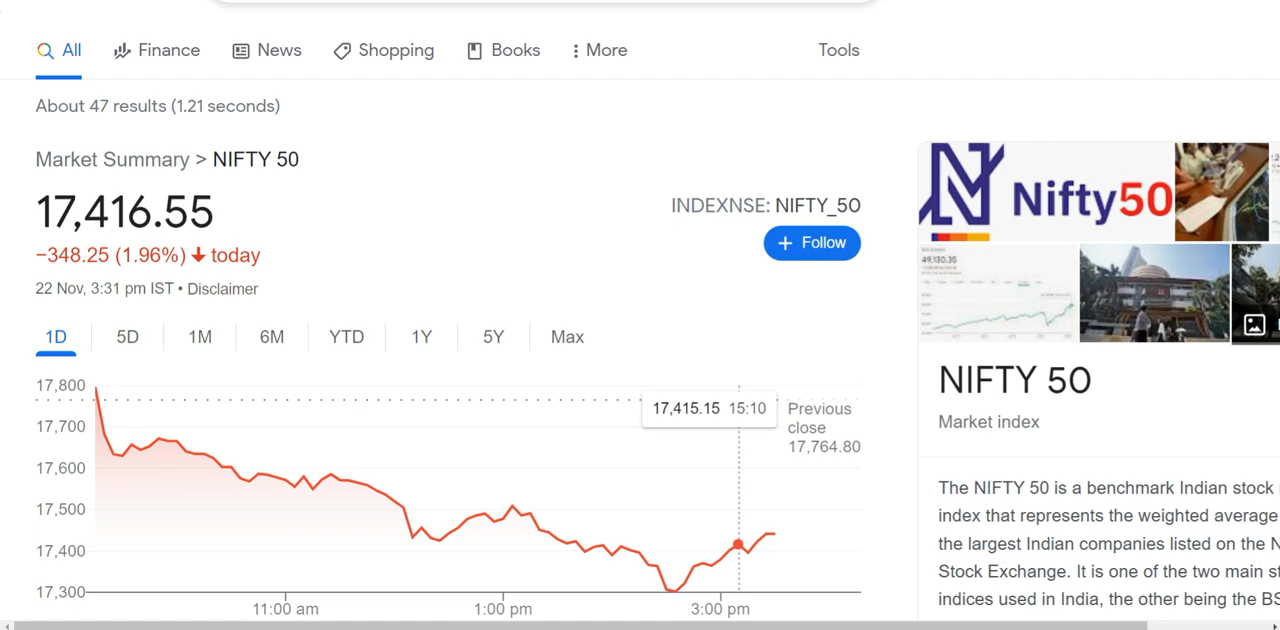 All
Finance
News
Shopping
Books
More
Tools
About 47 results (1.21 seconds)
Market Summary > NIFTY 50
17,416.55
−348.25 (1.96%) ↓ today
22 Nov, 3:31 pm IST • Disclaimer
INDEXNSE: NIFTY_50
+ Follow
1D
5D
1M
6M
YTD
1Y
5Y
Max
17,800
17,700
17,600
17,500
17,400
17,300
17,415.15 15:10
Previous
close
17,764.80
11:00 am
1:00 pm
3:00 pm
Nifty50
49,130.35
NIFTY 50
Market index
The NIFTY 50 is a benchmark Indian stock
index that represents the weighted average
the largest Indian companies listed on the N
Stock Exchange. It is one of the two main st
indices used in India, the other being the BS